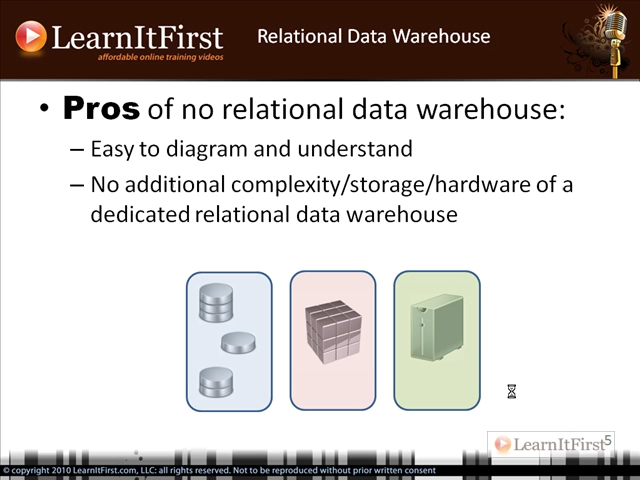 LearnItFirst
affordable online training videos
Relational Data Warehouse
• Pros of no relational data warehouse:
– Easy to diagram and understand
– No additional complexity/storage/hardware of a
dedicated relational data warehouse
LearnItFirst
5
© copyright 2010 LearnItFirst.com, LLC: all rights reserved. Not to be reproduced without prior written consent